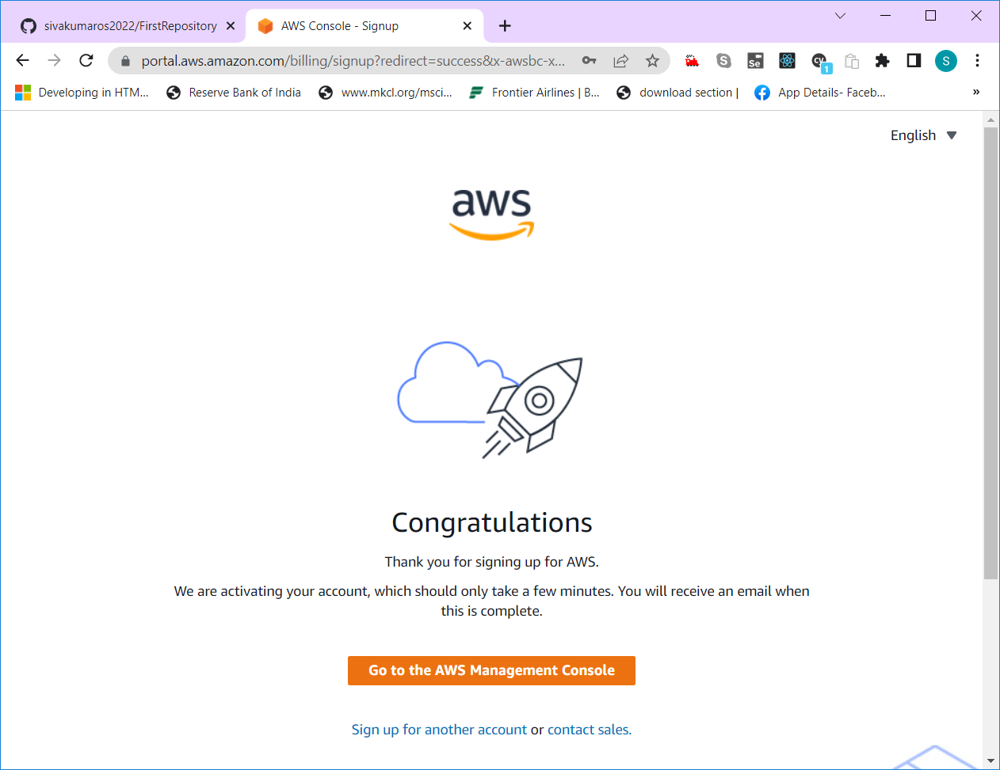 sivakumaros2022/FirstRepository
AWS Console - Signup
portal.aws.amazon.com/billing/signup?redirect=success&x-awsbc-x...
Se
cy
1
S
Developing in HTM...
Reserve Bank of India
www.mkcl.org/msci...
Frontier Airlines | B...
download section |
App Details- Faceb...
»
English
aws
Congratulations
Thank you for signing up for AWS.
We are activating your account, which should only take a few minutes. You will receive an email when
this is complete.
Go to the AWS Management Console
Sign up for another account or contact sales.